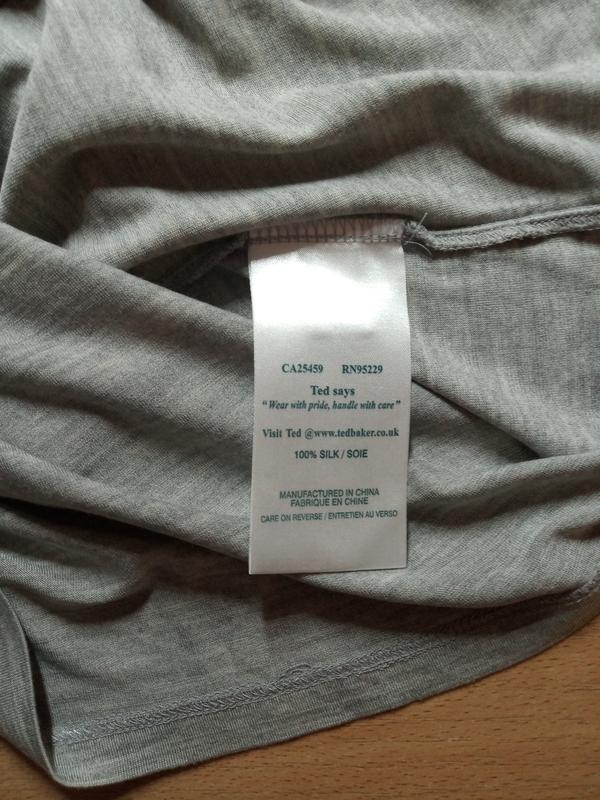 CA25459 RN95229
Ted says
"Wear with pride, handle with care"
Visit Ted @www.tedbaker.co.uk
100% SILK / SOIE
MANUFACTURED IN CHINA
FABRIQUE EN CHINE
CARE ON REVERSE / ENTRETIEN AU VERSO